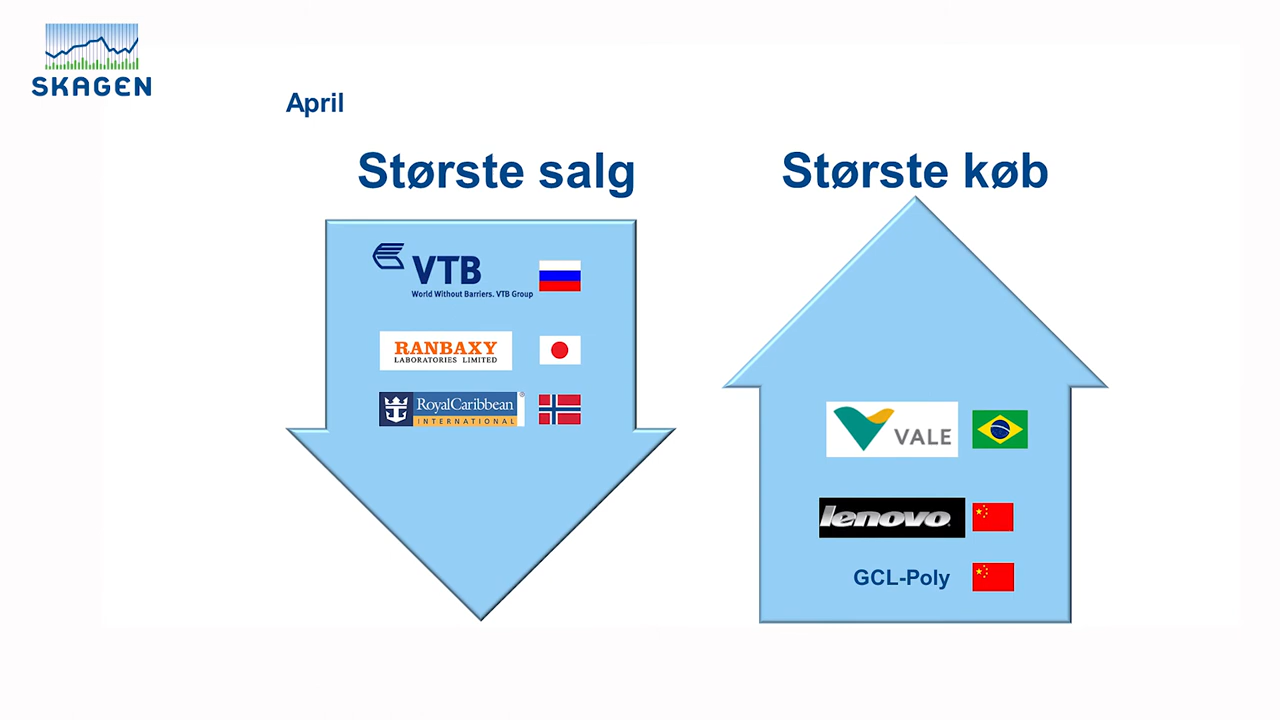 SKAGEN
April
Største salg
VTB
World Without Barriers. VTB Group
RANBAXY
LABORATORIES LIMITED
RoyalCaribbean®
INTERNATIONAL
Største køb
VALE
lenovo
GCL-Poly